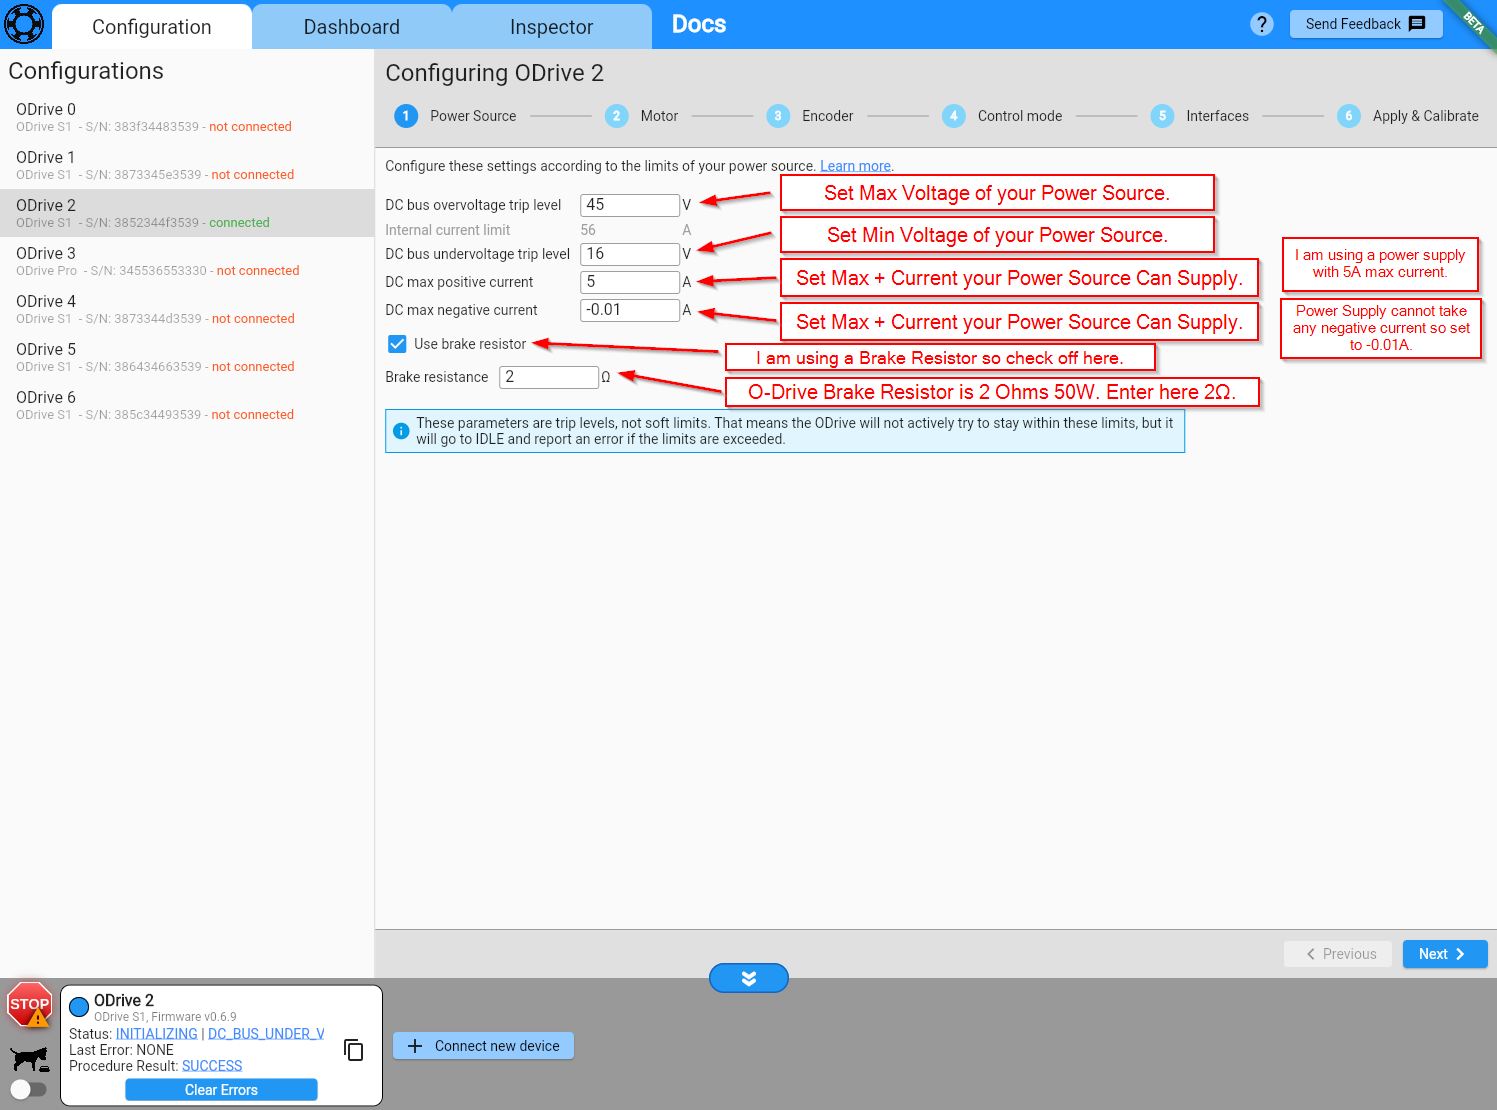 Configuration
Dashboard
Inspector
Docs
?
Send Feedback
BETA
Configurations
ODrive 0
ODrive S1 - S/N: 383f34483539 - not connected
ODrive 1
ODrive S1 - S/N: 3873345e3539 - not connected
ODrive 2
ODrive S1 - S/N: 3852344f3539 - connected
ODrive 3
ODrive Pro - S/N: 345536553330 - not connected
ODrive 4
ODrive S1 - S/N: 3873344d3539 - not connected
ODrive 5
ODrive S1 - S/N: 386434663539 - not connected
ODrive 6
ODrive S1 - S/N: 385c34493539 - not connected
Configuring ODrive 2
1 Power Source
2 Motor
3 Encoder
4 Control mode
5 Interfaces
6 Apply & Calibrate
Configure these settings according to the limits of your power source. Learn more.
DC bus overvoltage trip level 45 V
Set Max Voltage of your Power Source.
Internal current limit 56 A
DC bus undervoltage trip level 16 V
Set Min Voltage of your Power Source.
DC max positive current 5 A
Set Max + Current your Power Source Can Supply.
I am using a power supply
with 5A max current.
DC max negative current -0.01 A
Set Max + Current your Power Source Can Supply.
Power Supply cannot take
any negative current so set
to -0.01A.
Use brake resistor
I am using a Brake Resistor so check off here.
Brake resistance 2 Ω
O-Drive Brake Resistor is 2 Ohms 50W. Enter here 2Ω.
These parameters are trip levels, not soft limits. That means the ODrive will not actively try to stay within these limits, but it
will go to IDLE and report an error if the limits are exceeded.
Previous
Next
STOP
ODrive 2
ODrive S1, Firmware v0.6.9
Status: INITIALIZING | DC_BUS_UNDER_V
Last Error: NONE
Procedure Result: SUCCESS
Clear Errors
Connect new device